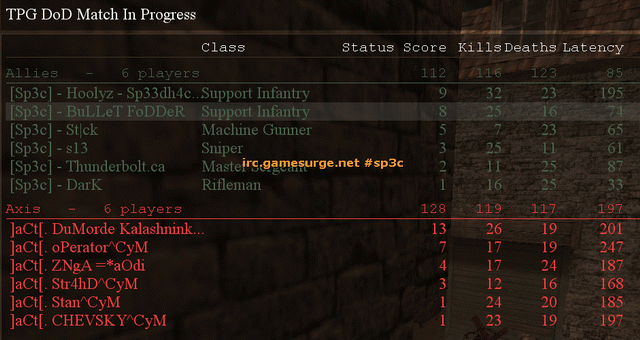 TPG DoD Match In Progress
Class Status Score Kills Deaths Latency
Allies - 6 players 112 116 123 85
[Sp3c] - Hoolyz - Sp33dh4c... Support Infantry 9 32 23 195
[Sp3c] - BuLLeT FoDDeR Support Infantry 8 25 16 74
[Sp3c] - St|ck Machine Gunner 5 7 23 65
[Sp3c] - s13 Sniper 3 25 11 61
irc.gamesurge.net #sp3c
[Sp3c] - Thunderbolt.ca Master Sergeant 2 11 25 87
[Sp3c] - DarK Rifleman 1 16 25 33
Axis - 6 players 128 119 117 197
]aCt[. DuMorde Kalashnink... 13 26 19 201
]aCt[. oPerator^CyM 7 17 19 247
]aCt[. ZNgA =*aOdi 4 17 24 187
]aCt[. Str4hD^CyM 3 12 16 168
]aCt[. Stan^CyM 1 24 20 185
]aCt[. CHEVSKY^CyM 1 23 19 197